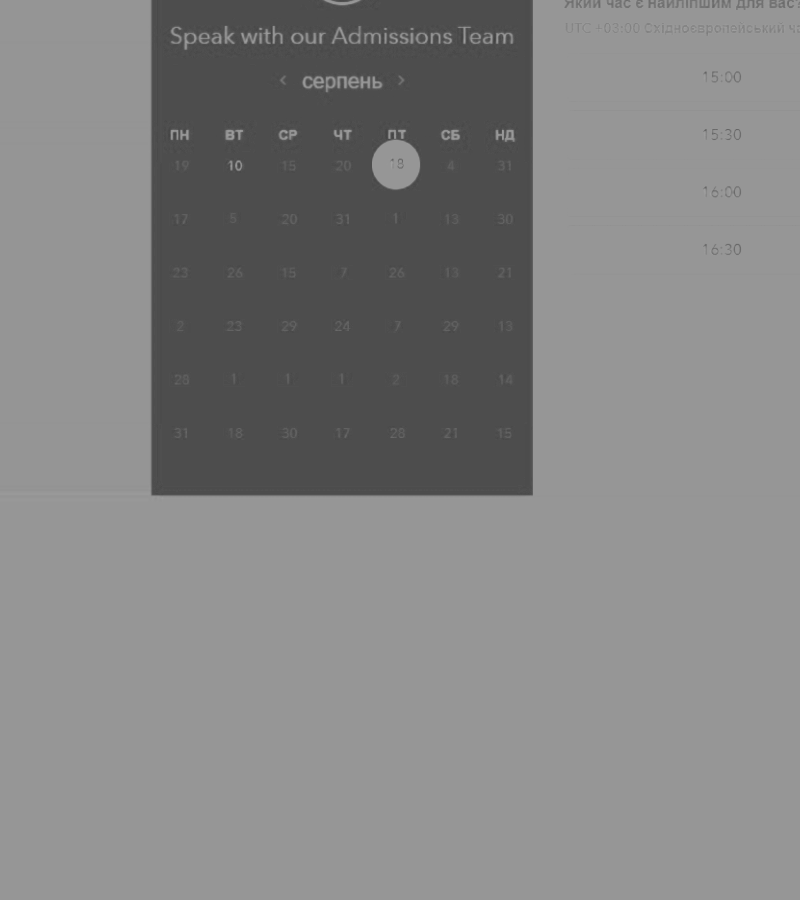 Speak with our Admissions Team
Який час є найліпшим для вас?
UTC +03:00 Східноєвропейський
‹ серпень ›
ПН ВТ СР ЧТ ПТ СБ НД
19 10 15 20 18 4 31
17 5 20 31 1 13 30
23 26 15 7 26 13 21
2 23 29 24 7 29 13
28 1 1 1 2 18 14
31 18 30 17 28 21 15
15:00
15:30
16:00
16:30